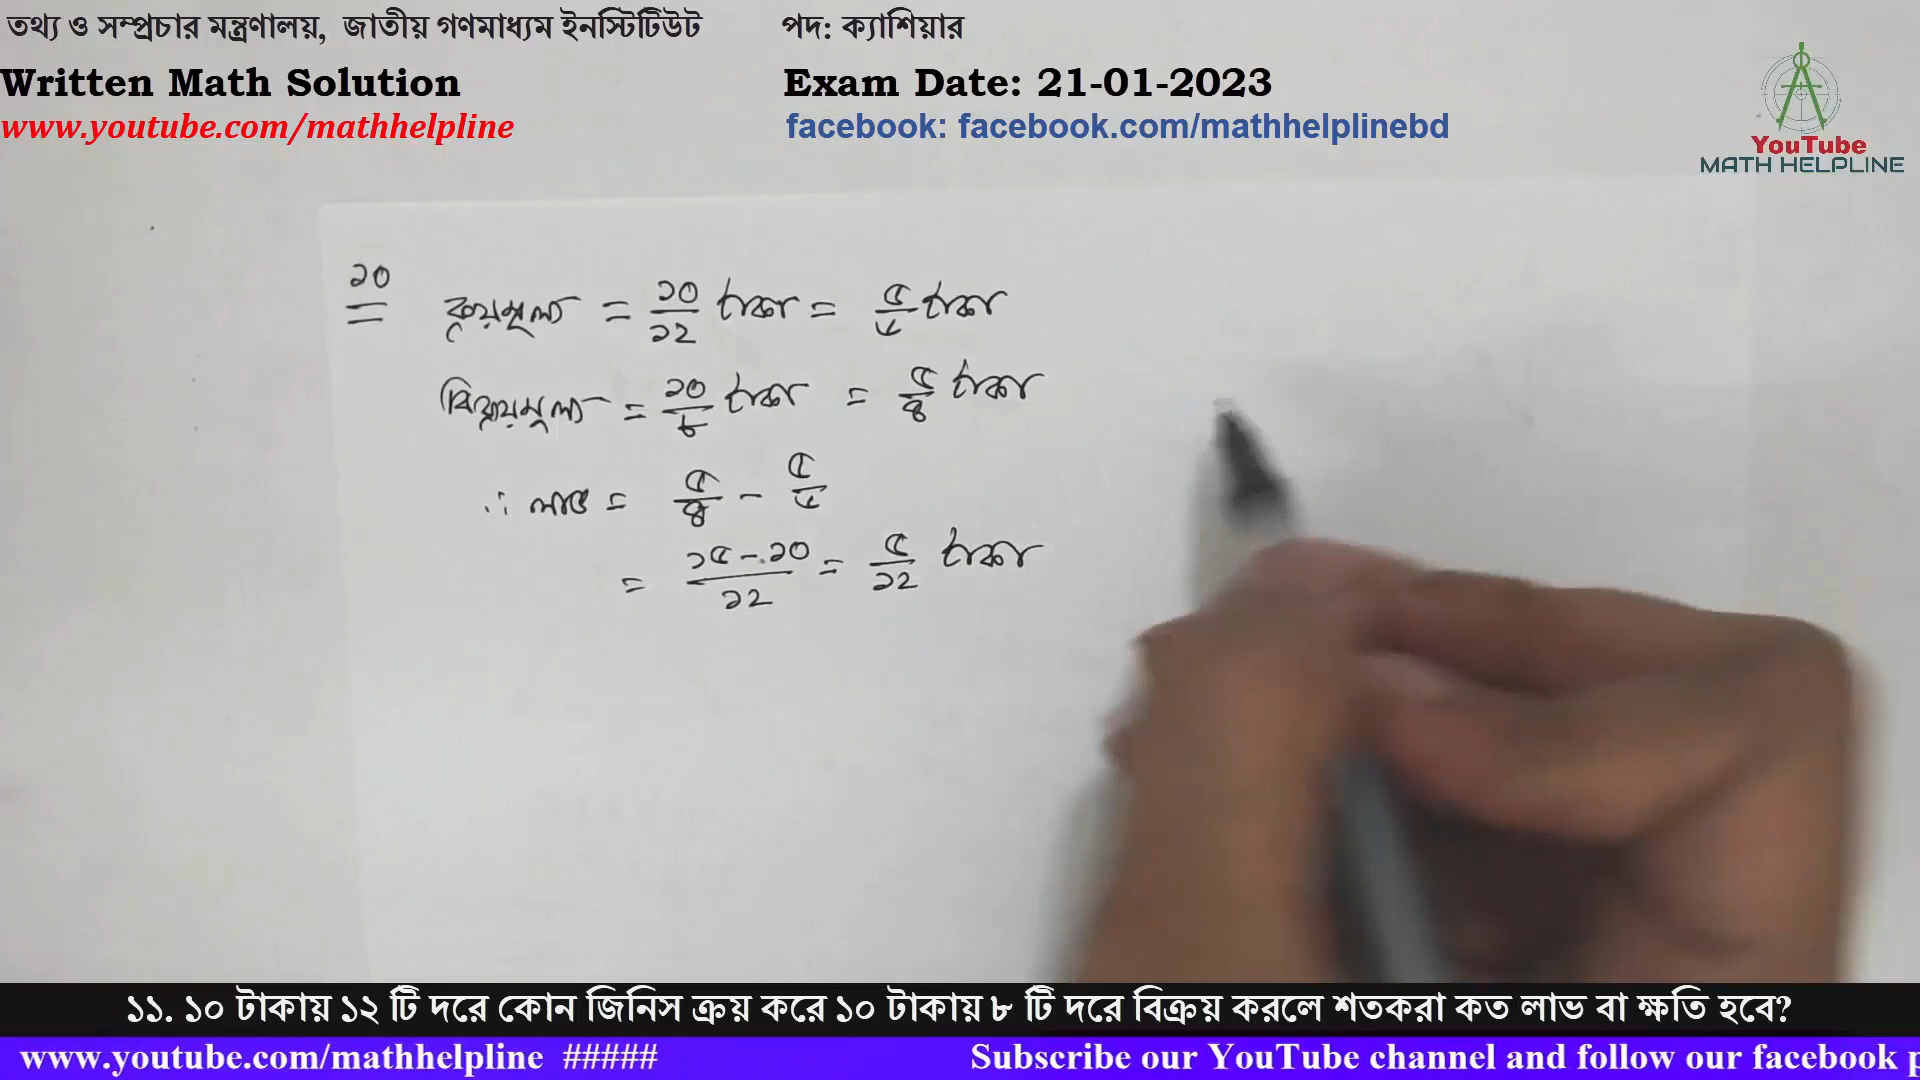 তথ্য ও সম্প্রচার মন্ত্রণালয়, জাতীয় গণমাধ্যম ইনস্টিটিউট পদ: ক্যাশিয়ার
Written Math Solution Exam Date: 21-01-2023
www.youtube.com/mathhelpline facebook: facebook.com/mathhelplinebd
YouTube
MATH HELPLINE
১০ ক্রয়মূল্য = ১০/১২ টাকা = ৫/৬ টাকা
বিক্রয়মূল্য = ১০/৮ টাকা = ৫/৪ টাকা
∴ লাভ = ৫/৪ - ৫/৬
= ১৫-১০/১২ = ৫/১২ টাকা
১১. ১০ টাকায় ১২ টি দরে কোন জিনিস ক্রয় করে ১০ টাকায় ৮ টি দরে বিক্রয় করলে শতকরা কত লাভ বা ক্ষতি হবে?
www.youtube.com/mathhelpline ##### Subscribe our YouTube channel and follow our facebook p